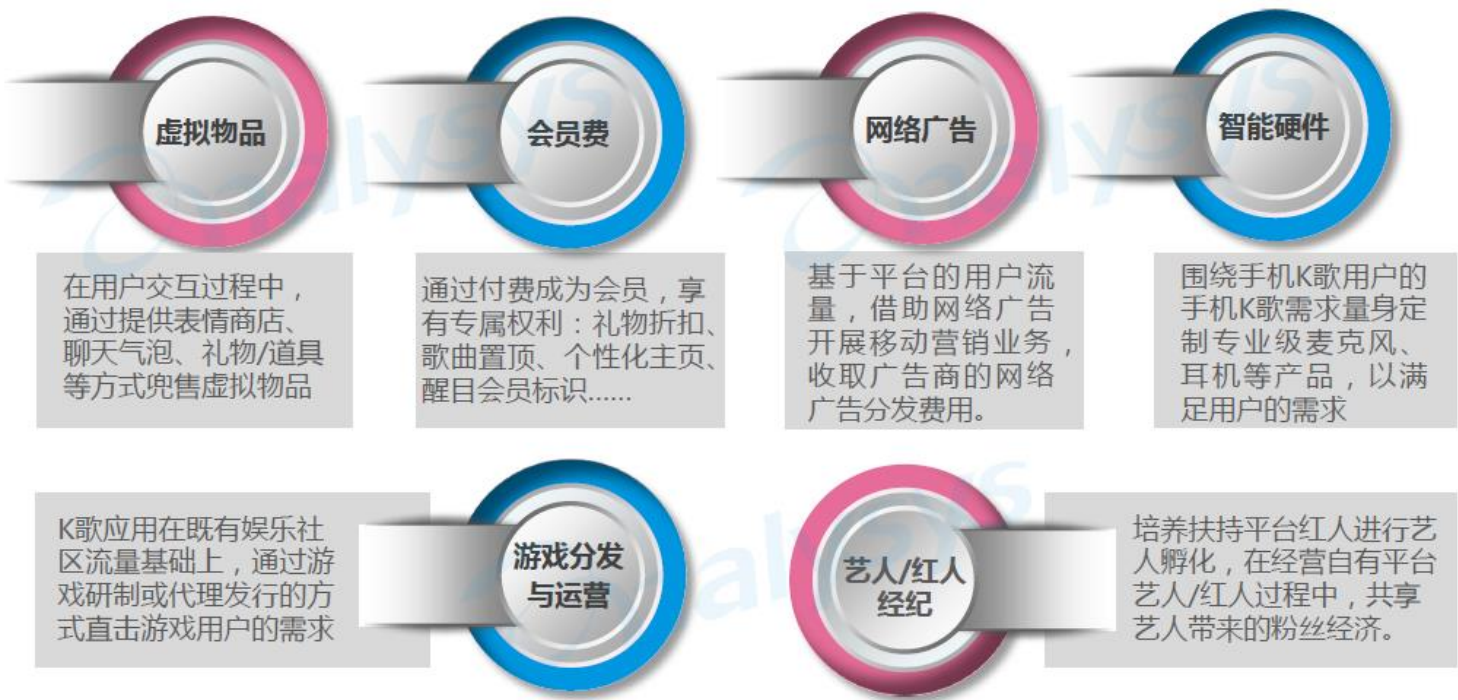 虚拟物品
在用户交互过程中，
通过提供表情商店、
聊天气泡、礼物/道具
等方式兜售虚拟物品
会员费
通过付费成为会员，享
有专属权利：礼物折扣、
歌曲置顶、个性化主页、
醒目会员标识......
网络广告
基于平台的用户流
量，借助网络广告
开展移动营销业务，
收取广告商的网络
广告分发费用。
智能硬件
围绕手机K歌用户的
手机K歌需求量身定
制专业级麦克风、
耳机等产品，以满
足用户的需求
K歌应用在既有娱乐社
区流量基础上，通过游
戏研制或代理发行的方
式直击游戏用户的需求
游戏分发
与运营
艺人/红人
经纪
培养扶持平台红人进行艺
人孵化，在经营自有平台
艺人/红人过程中，共享
艺人带来的粉丝经济。
analysys
analysys
analysys